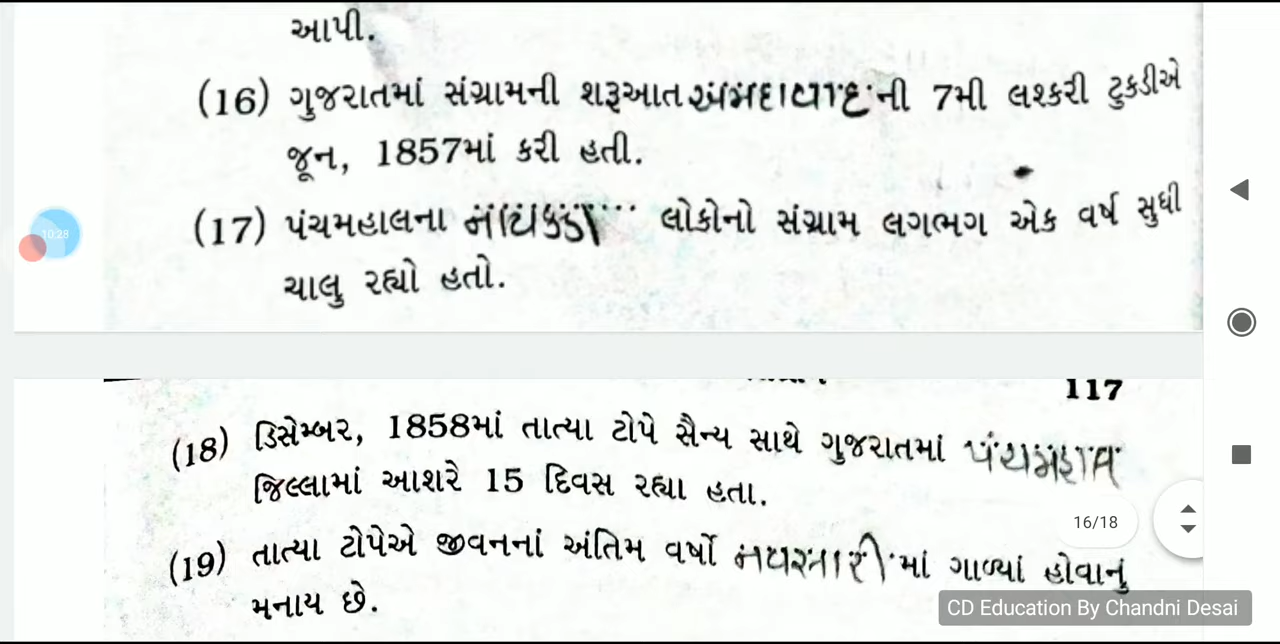 આપી.
(16) ગુજરાતમાં સંગ્રામની શરૂઆત અમદાવાદની 7મી લશ્કરી ટુકડીએ
જૂન, 1857માં કરી હતી.
10:28
(17) પંચમહાલના નાયકડા... લોકોનો સંગ્રામ લગભગ એક વર્ષ સુધી
ચાલુ રહ્યો હતો.
117
(18) ડિસેમ્બર, 1858માં તાત્યા ટોપે સૈન્ય સાથે ગુજરાતમાં પંચમહાલ
જિલ્લામાં આશરે 15 દિવસ રહ્યા હતા.
16/18
(19) તાત્યા ટોપેએ જીવનનાં અંતિમ વર્ષો નવસારીમાં ગાળ્યાં હોવાનું
મનાય છે.
CD Education By Chandni Desai